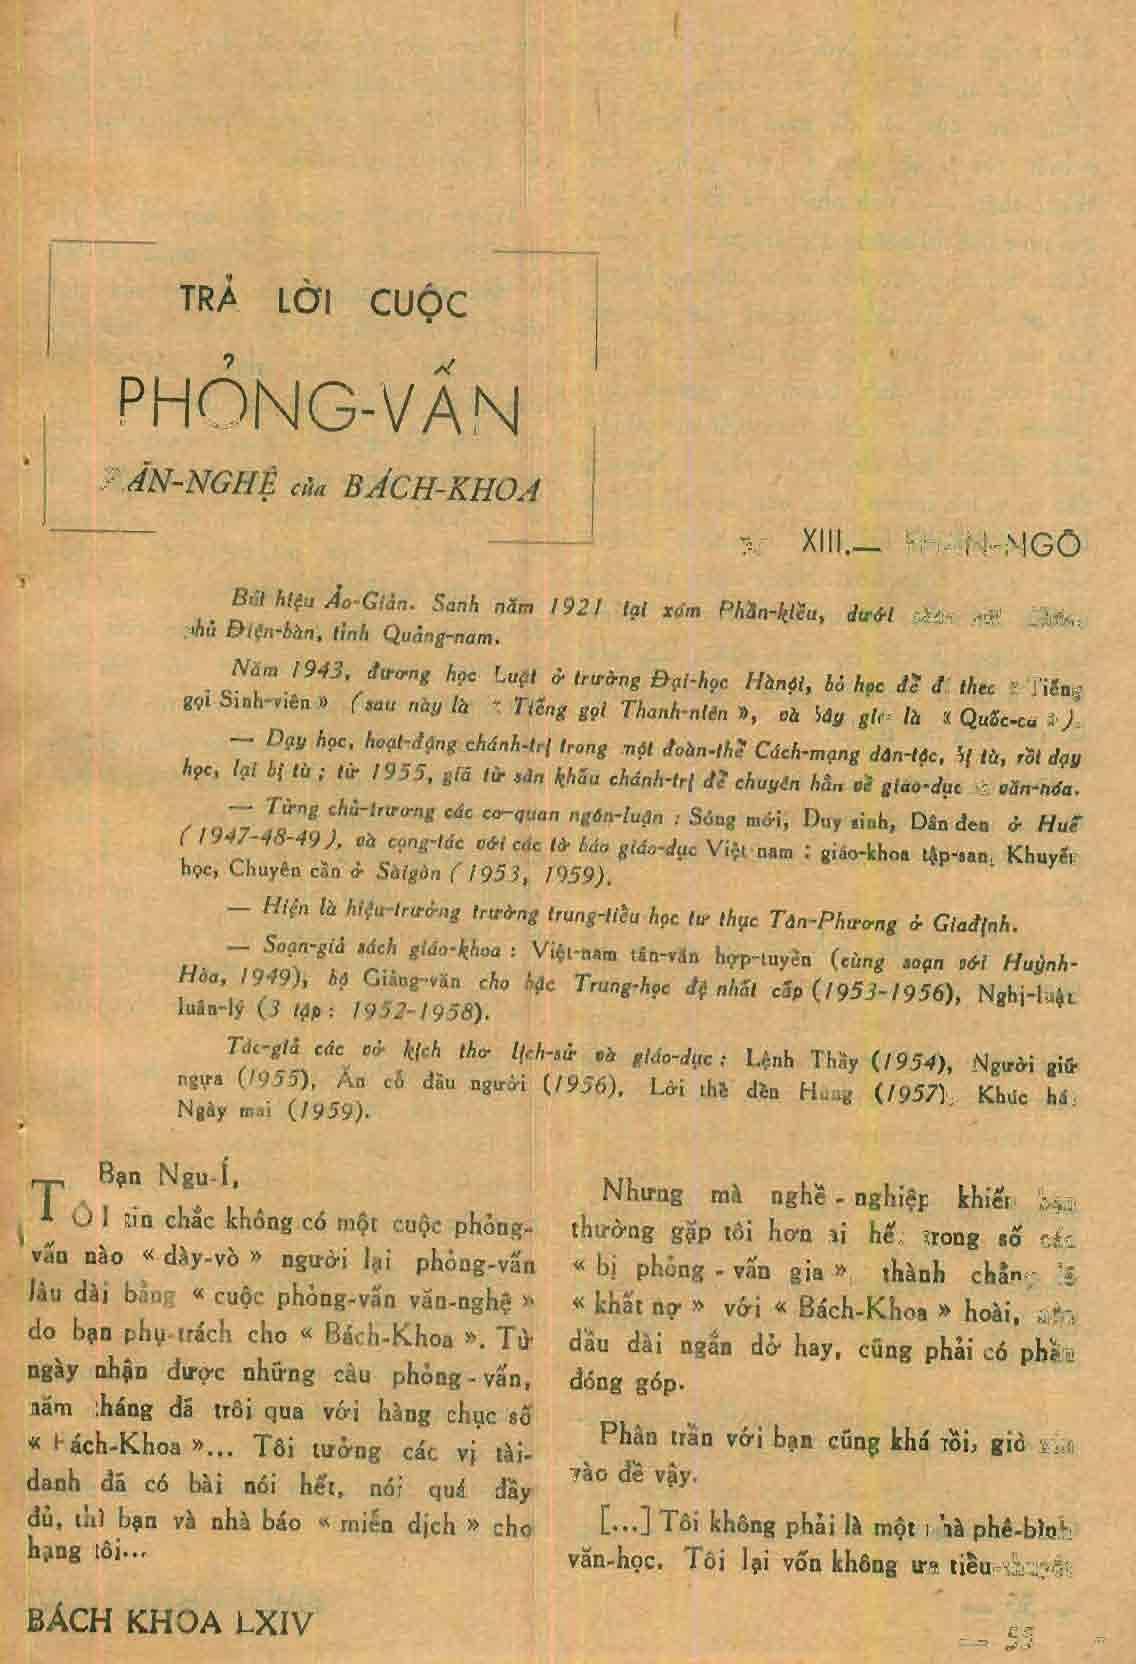 TRẢ LỜI CUỘC
PHỎNG-VẤN
ĂN-NGHỆ của BÁCH-KHOA
XIII.— -NGÔ
Bút hiệu Ảo-Giản. Sanh năm 1921 tại xóm Phần-kiều, dưới
phủ Điện-bàn, tỉnh Quảng-nam.
Năm 1943, đương học Luật ở trường Đại-học Hànội, bỏ học để đi theo « Tiếng
gọi Sinh-viên » (sau này là « Tiếng gọi Thanh-niên », và bây giờ là « Quốc-ca »).
— Dạy học, hoạt-động chánh-trị trong một đoàn-thể Cách-mạng dân-tộc, bị tù, rồi dạy
học, lại bị tù ; từ 1955, giã từ sân khấu chánh-trị để chuyên hẳn về giáo-dục và văn-hóa.
— Từng chủ-trương các cơ-quan ngôn-luận : Sóng mới, Duy sinh, Dân đen ở Huế
(1947-48-49), và cộng-tác với các tờ báo giáo-dục Việt nam : giáo-khoa tập-san, Khuyến
học, Chuyên cần ở Sàigòn (1953, 1959).
— Hiện là hiệu-trưởng trường trung-tiểu học tư thục Tân-Phương ở Giađịnh.
— Soạn-giả sách giáo-khoa : Việt-nam tân-văn hợp-tuyển (cùng soạn với Huỳnh-
Hòa, 1949), bộ Giảng-văn cho bậc Trung-học đệ nhất cấp (1953-1956), Nghị-luận
luân-lý (3 tập : 1952-1958).
Tác-giả các vở kịch thơ lịch-sử và giáo-dục : Lệnh Thầy (1954), Người giữ
ngựa (1955), Ăn cỗ đầu người (1956), Lời thề đền Hùng (1957), Khúc hát
Ngày mai (1959).
Bạn Ngu-Í,
TÔI tin chắc không có một cuộc phỏng-
vấn nào « dày-vò » người lại phỏng-vấn
lâu dài bằng « cuộc phỏng-vấn văn-nghệ »
do bạn phụ-trách cho « Bách-Khoa ». Từ
ngày nhận được những câu phỏng-vấn,
năm tháng đã trôi qua với hàng chục số
« Bách-Khoa »... Tôi tưởng các vị tài-
danh đã có bài nói hết, nói quá đầy
đủ, thì bạn và nhà báo « miễn dịch » cho
hạng tôi...
Nhưng mà nghề-nghiệp khiến bạn
thường gặp tôi hơn ai hết, trong số các
« bị phỏng-vấn gia », thành chẳng lẽ
« khất nợ » với « Bách-Khoa » hoài, nên
dầu dài ngắn dở hay, cũng phải có phần
đóng góp.
Phân trần với bạn cũng khá rồi, giờ xin
vào đề vậy.
[...] Tôi không phải là một nhà phê-bình
văn-học. Tôi lại vốn không ưa tiểu-thuyết
BÁCH KHOA LXIV